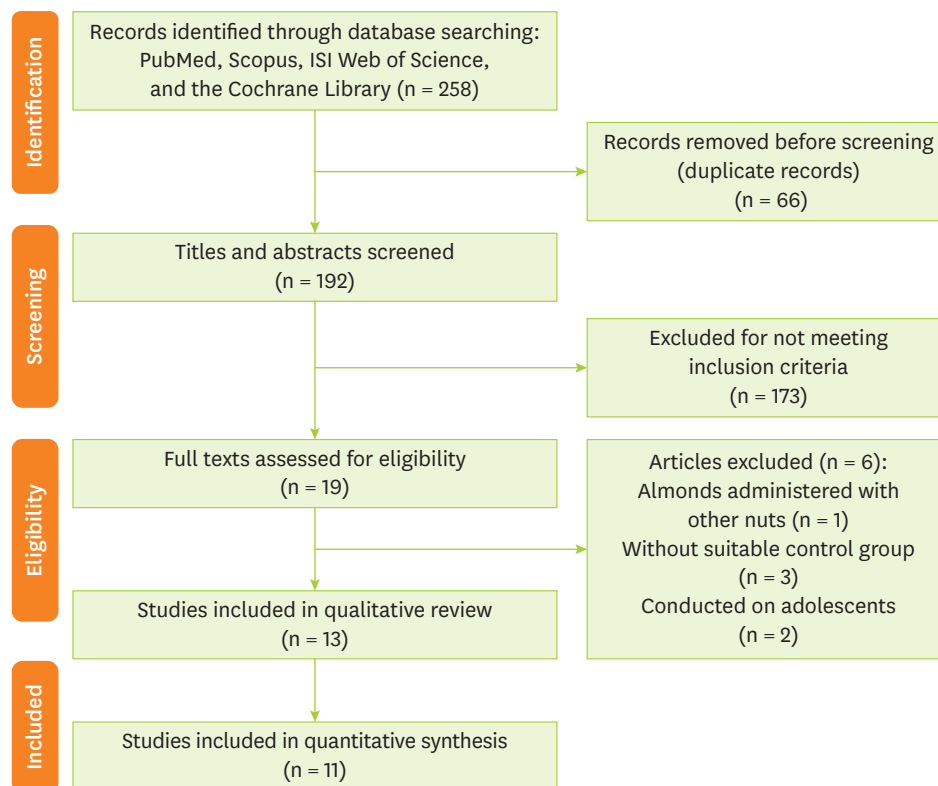 Identification
Records identified through database searching:
PubMed, Scopus, ISI Web of Science,
and the Cochrane Library (n = 258)
Records removed before screening
(duplicate records)
(n = 66)
Screening
Titles and abstracts screened
(n = 192)
Excluded for not meeting
inclusion criteria
(n = 173)
Eligibility
Full texts assessed for eligibility
(n = 19)
Articles excluded (n = 6):
Almonds administered with
other nuts (n = 1)
Without suitable control group
(n = 3)
Conducted on adolescents
(n = 2)
Studies included in qualitative review
(n = 13)
Included
Studies included in quantitative synthesis
(n = 11)